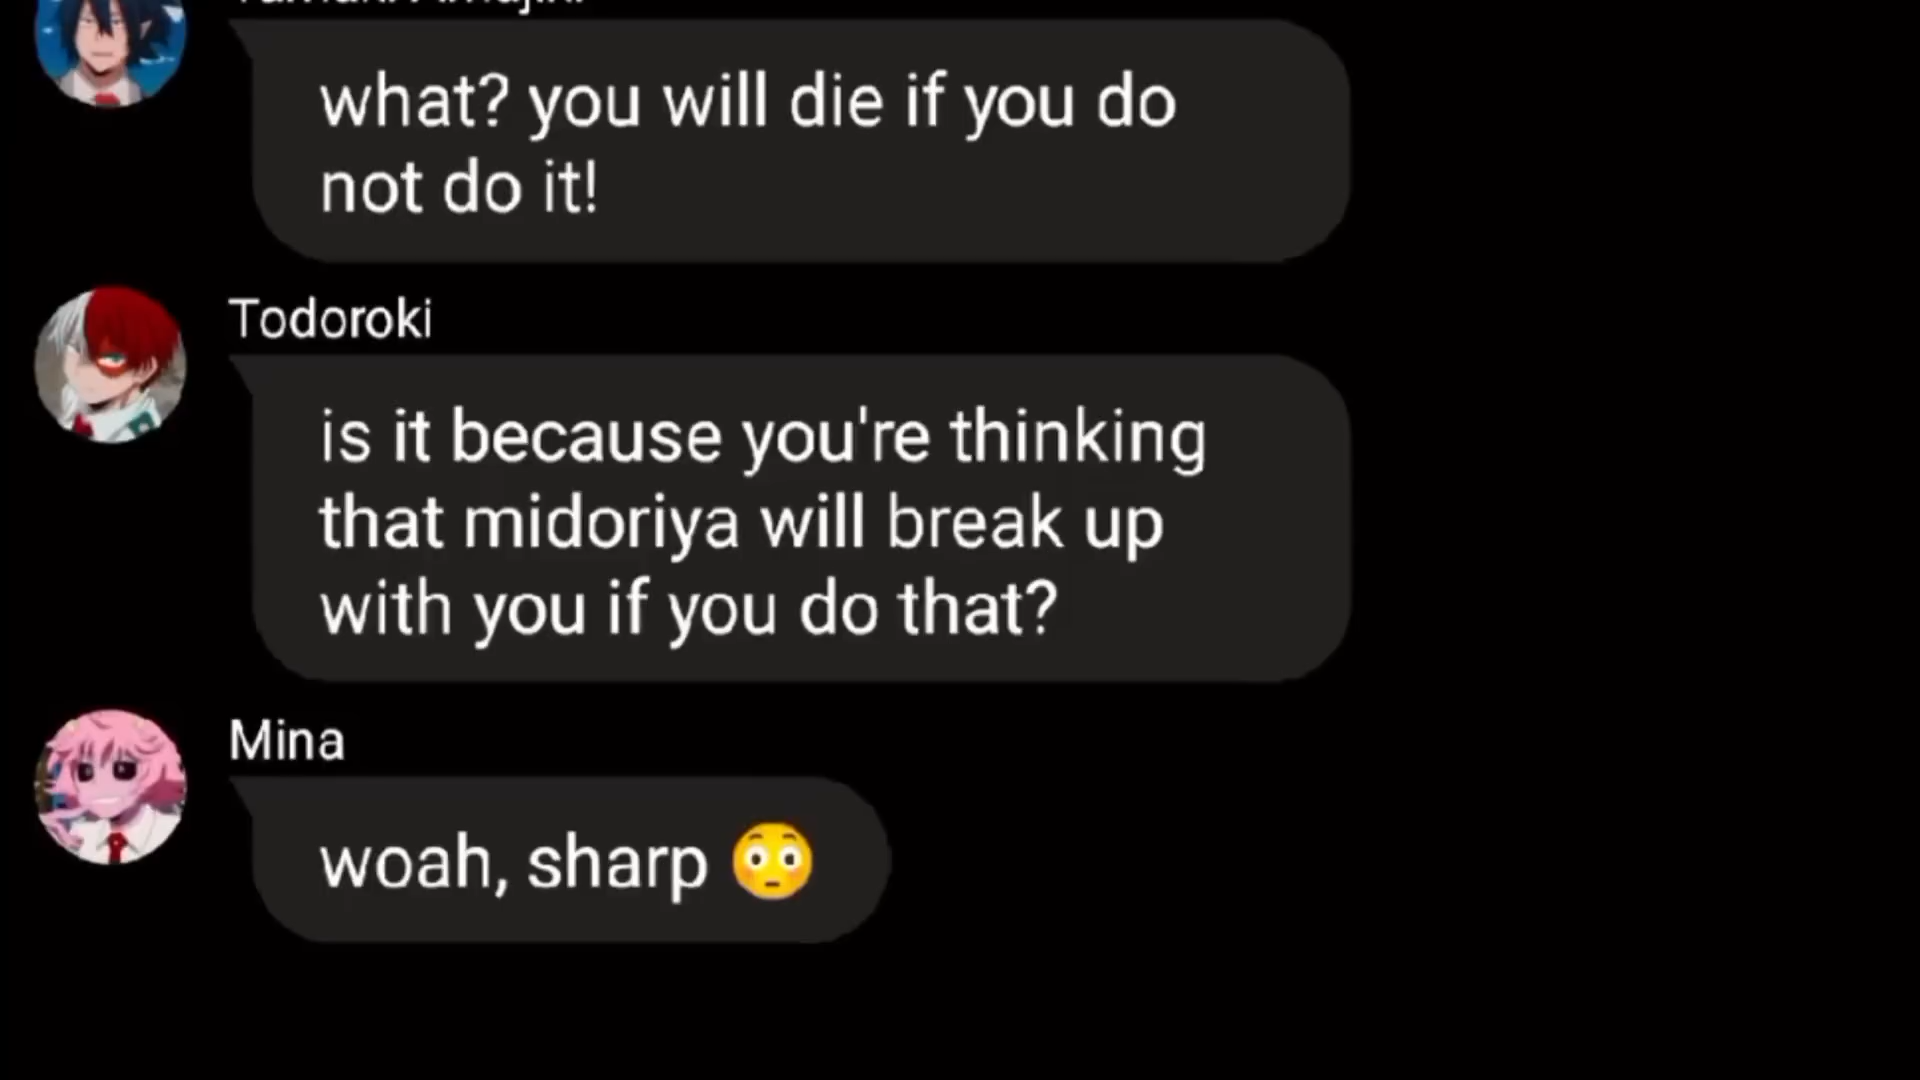 what? you will die if you do
not do it!
Todoroki
is it because you're thinking
that midoriya will break up
with you if you do that?
Mina
woah, sharp 😳